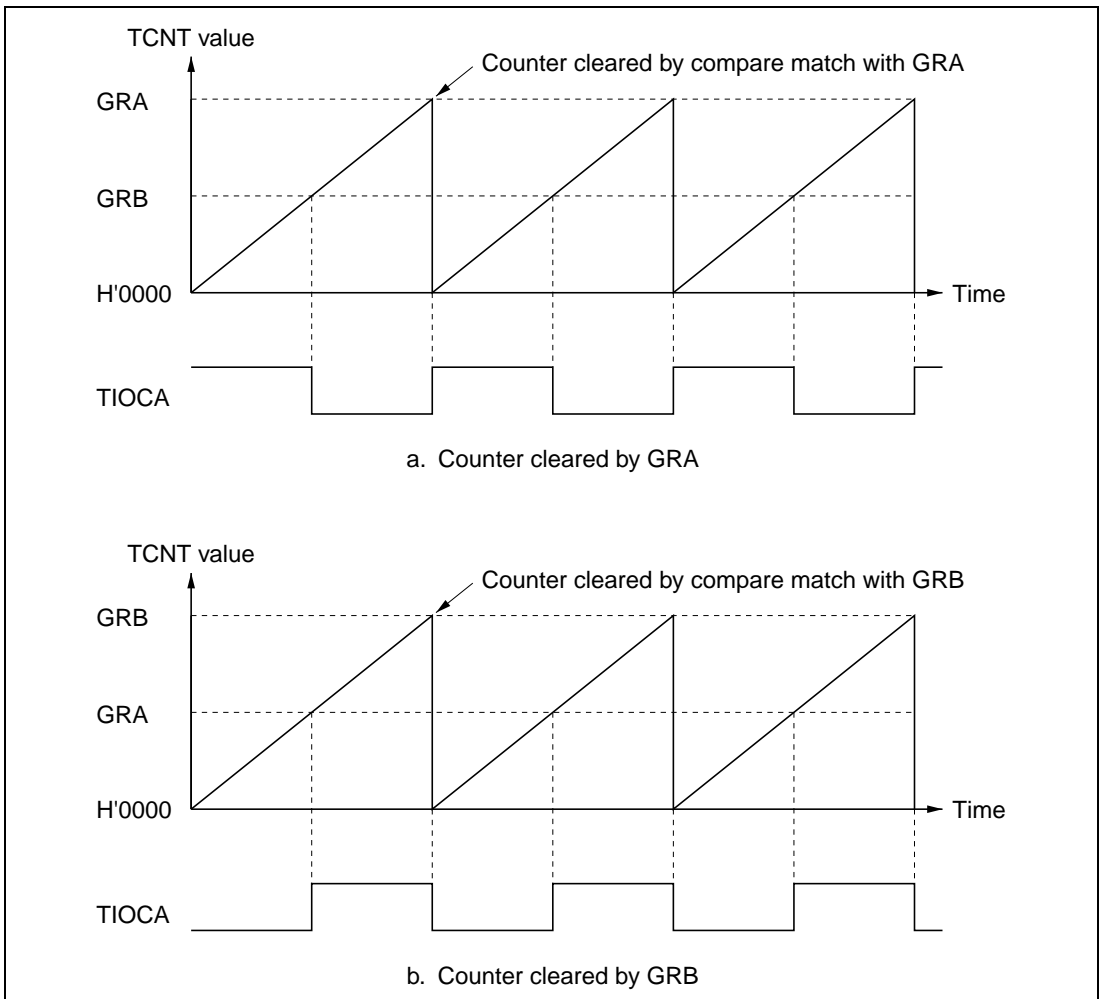 TCNT value
Counter cleared by compare match with GRA
GRA
GRB
H'0000
Time
TIOCA
a. Counter cleared by GRA
TCNT value
Counter cleared by compare match with GRB
GRB
GRA
H'0000
Time
TIOCA
b. Counter cleared by GRB